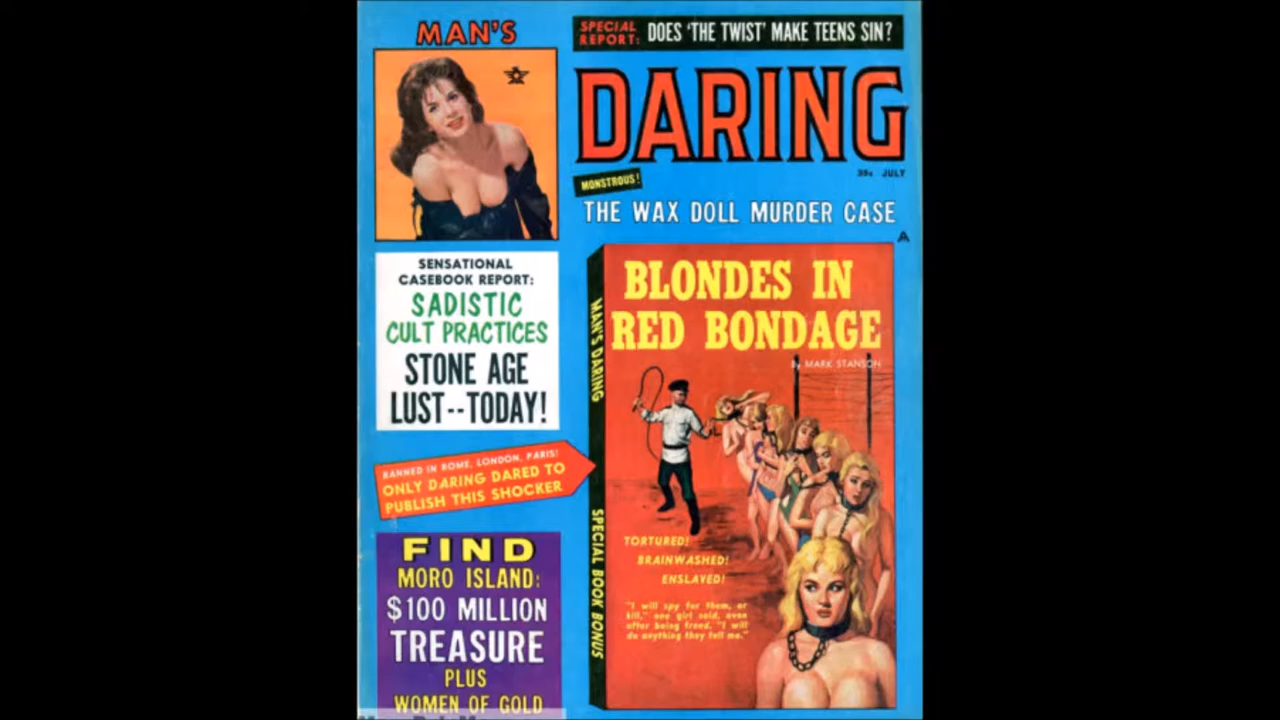 MAN'S
SPECIAL REPORT: DOES 'THE TWIST' MAKE TEENS SIN?
DARING
39c JULY
MONSTROUS!
THE WAX DOLL MURDER CASE
SENSATIONAL
CASEBOOK REPORT:
SADISTIC
CULT PRACTICES
STONE AGE
LUST--TODAY!
BANNED IN ROME, LONDON, PARIS!
ONLY DARING DARED TO
PUBLISH THIS SHOCKER
FIND
MORO ISLAND:
$100 MILLION
TREASURE
PLUS
WOMEN OF GOLD
MAN'S DARING
SPECIAL BOOK BONUS
BLONDES IN
RED BONDAGE
By MARK STANSON
TORTURED!
BRAINWASHED!
ENSLAVED!
"I will spy for them, or
kill," one girl said, even
after being freed. "I will
do anything they tell me."